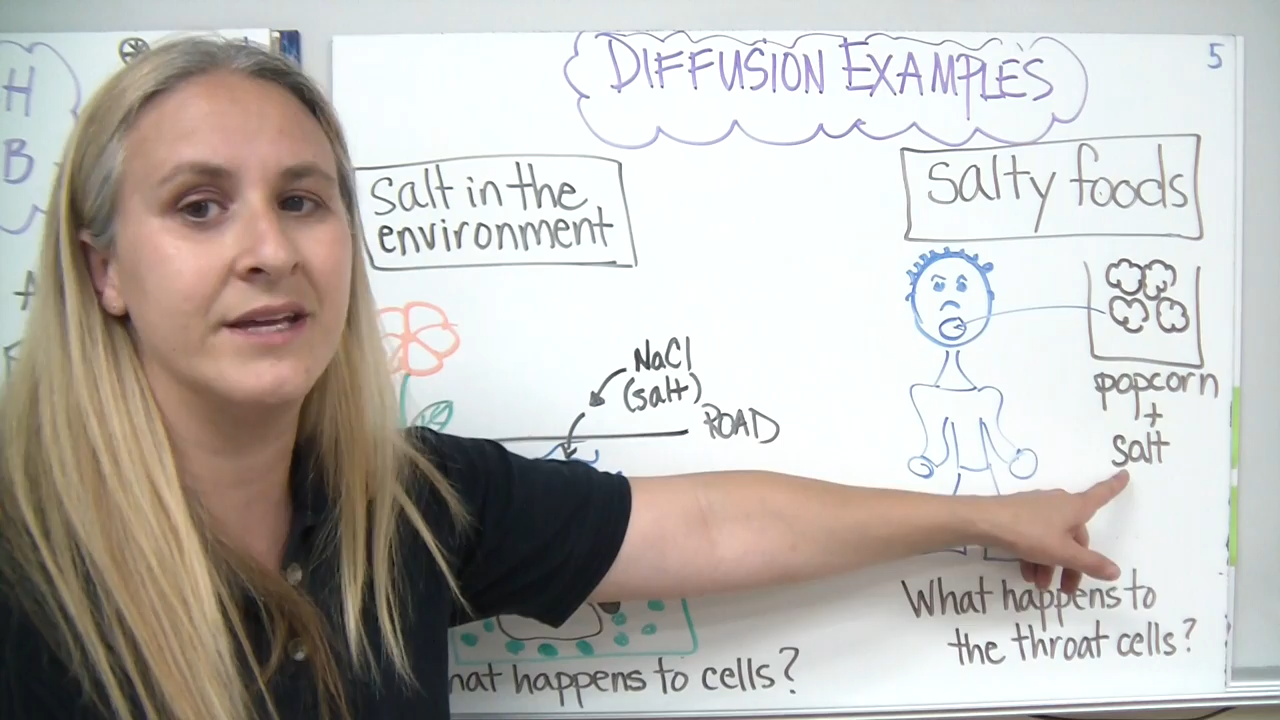 DIFFUSION EXAMPLES
5
H
B
salt in the
environment
salty foods
NaCl
(salt)
ROAD
popcorn
+
salt
What happens to
the throat cells?
hat happens to cells?